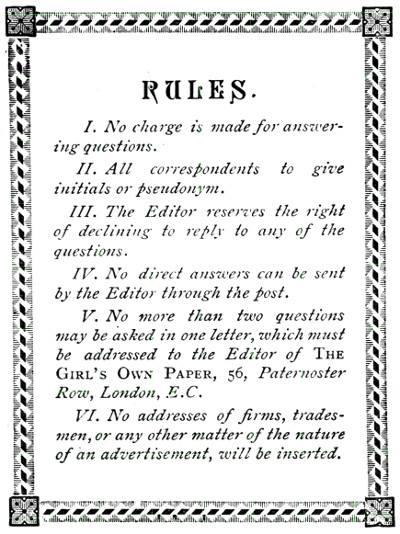 RULES.
I. No charge is made for answer-
ing questions.
II. All correspondents to give
initials or pseudonym.
III. The Editor reserves the right
of declining to reply to any of the
questions.
IV. No direct answers can be sent
by the Editor through the post.
V. No more than two questions
may be asked in one letter, which must
be addressed to the Editor of THE
GIRL'S OWN PAPER, 56, Paternoster
Row, London, E.C.
VI. No addresses of firms, trades-
men, or any other matter of the nature
of an advertisement, will be inserted.